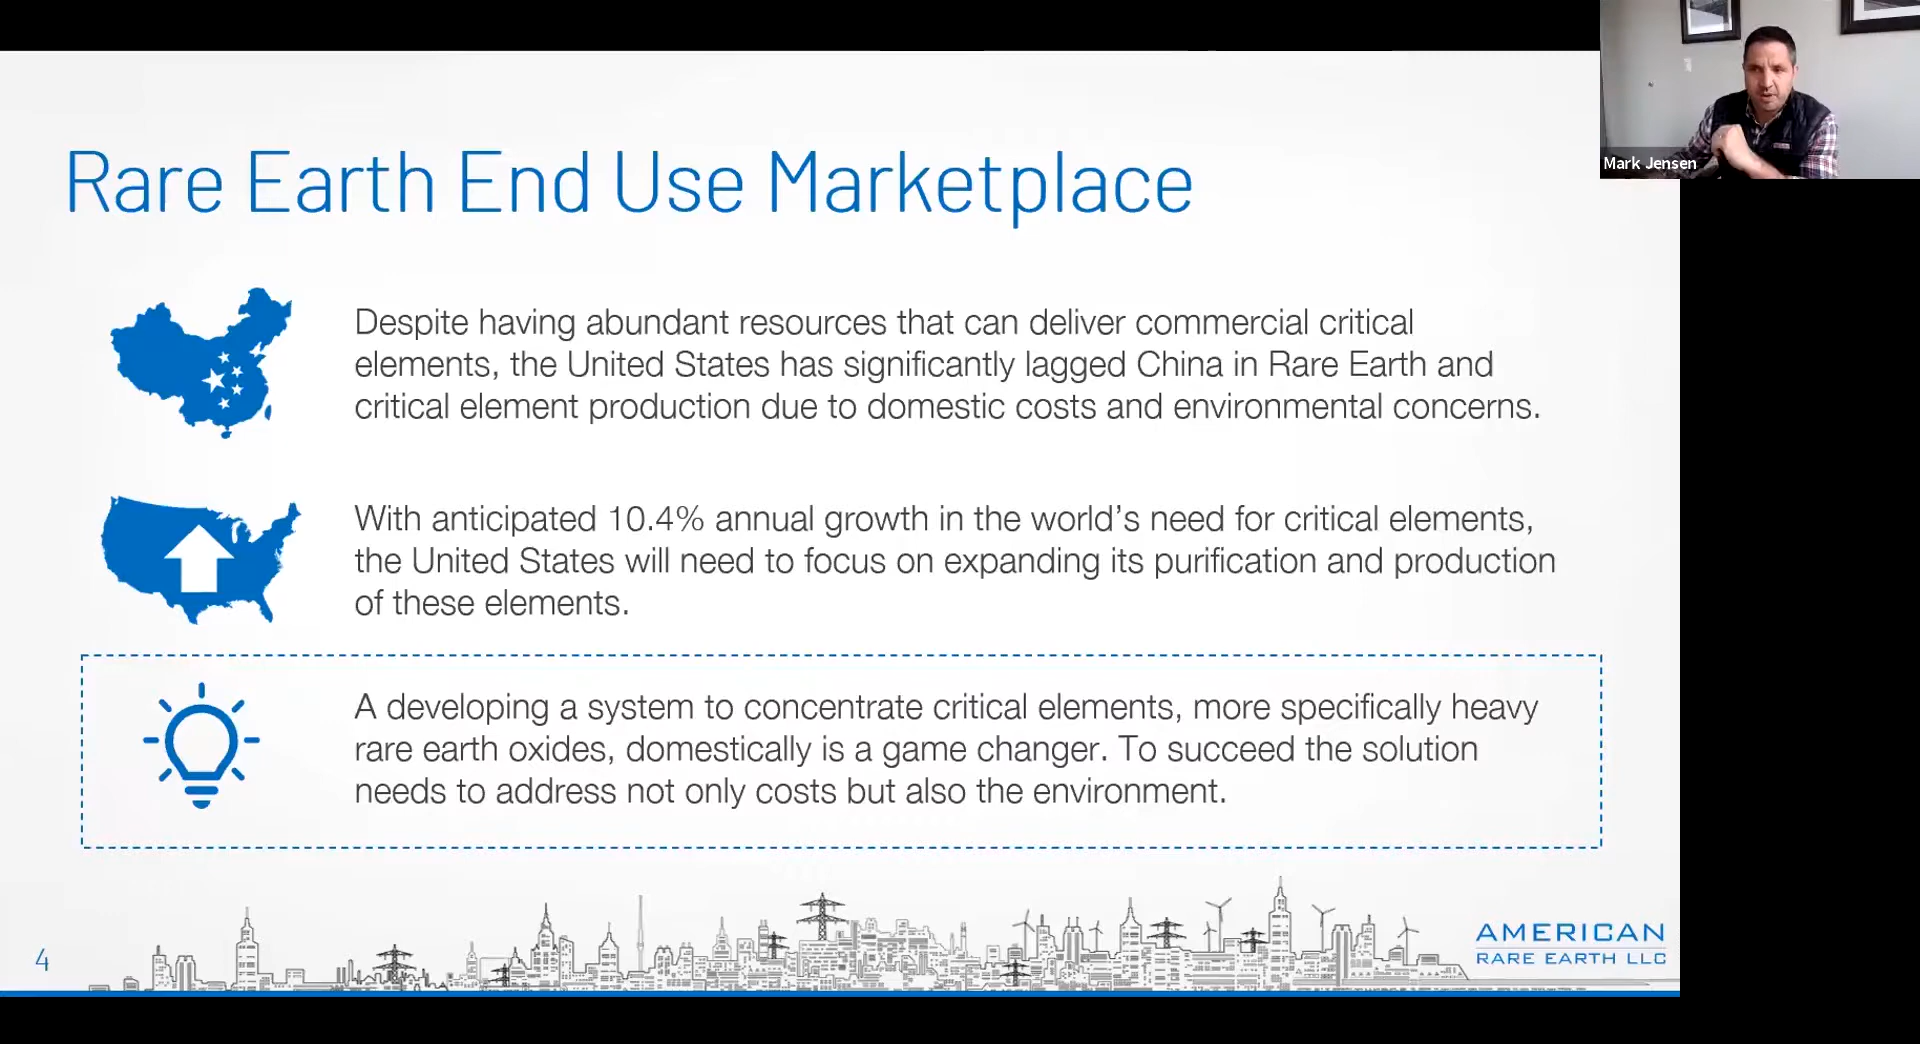 Mark Jensen
Rare Earth End Use Marketplace
Despite having abundant resources that can deliver commercial critical
elements, the United States has significantly lagged China in Rare Earth and
critical element production due to domestic costs and environmental concerns.
With anticipated 10.4% annual growth in the world's need for critical elements,
the United States will need to focus on expanding its purification and production
of these elements.
A developing a system to concentrate critical elements, more specifically heavy
rare earth oxides, domestically is a game changer. To succeed the solution
needs to address not only costs but also the environment.
4
AMERICAN
RARE EARTH LLC